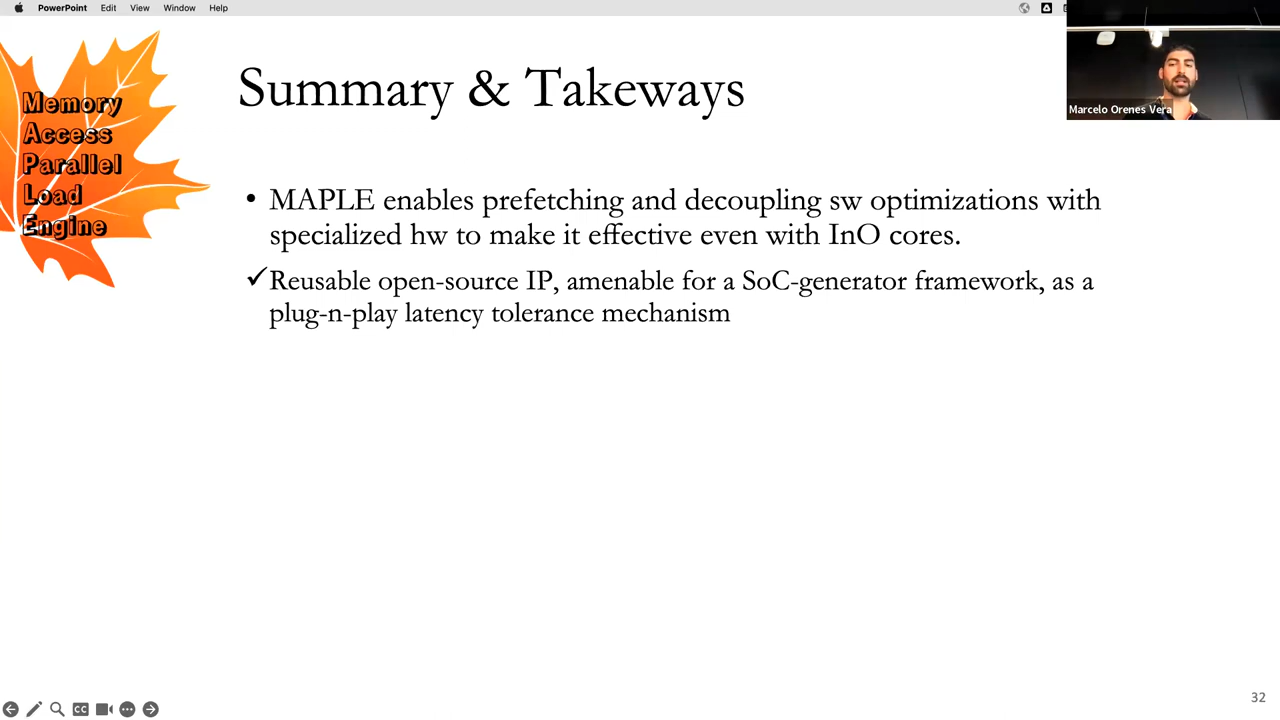 PowerPoint Edit View Window Help
Memory
Access
Parallel
Load
Engine
Summary & Takeways
Marcelo Orenes Vera
• MAPLE enables prefetching and decoupling sw optimizations with
specialized hw to make it effective even with InO cores.
✓Reusable open-source IP, amenable for a SoC-generator framework, as a
plug-n-play latency tolerance mechanism
CC
32